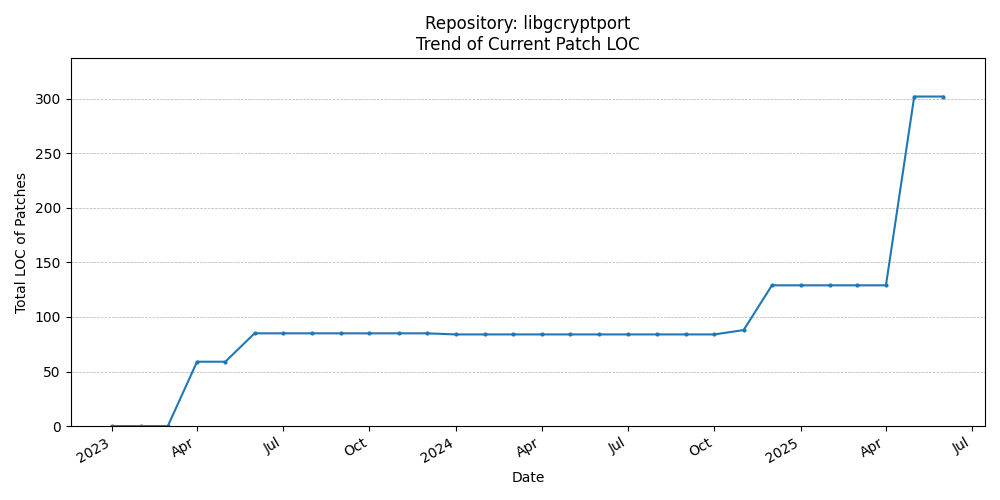 Repository: libgcryptport
Trend of Current Patch LOC
Total LOC of Patches
300
250
200
150
100
50
0
2023
Apr
Jul
Oct
2024
Apr
Jul
Oct
2025
Apr
Jul
Date